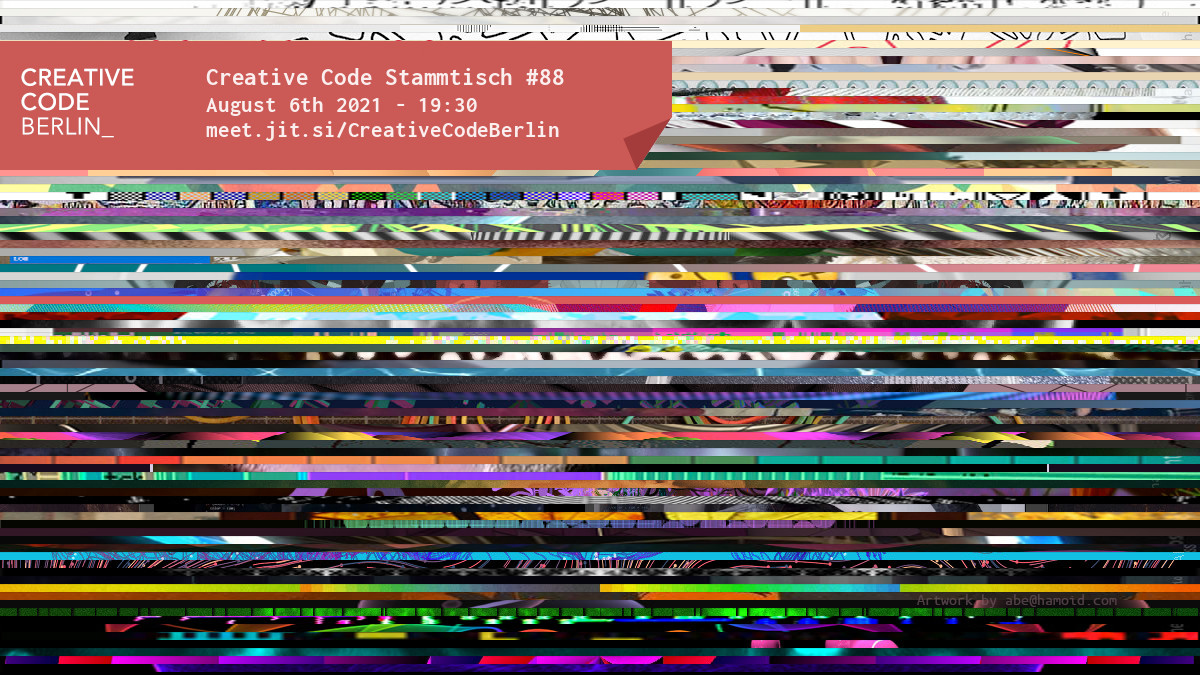 CREATIVE
CODE
BERLIN_
Creative Code Stammtisch #88
August 6th 2021 - 19:30
meet.jit.si/CreativeCodeBerlin
Artwork by abe@hamoid.com